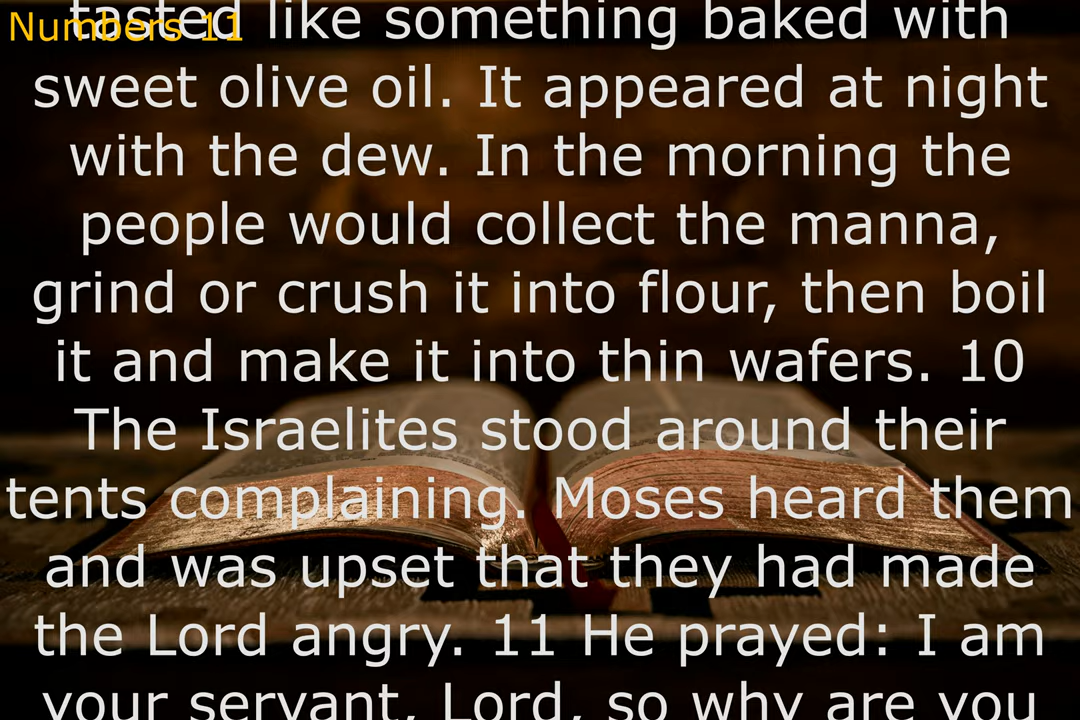 Numbers 11
tasted like something baked with
sweet olive oil. It appeared at night
with the dew. In the morning the
people would collect the manna,
grind or crush it into flour, then boil
it and make it into thin wafers. 10
The Israelites stood around their
tents complaining. Moses heard them
and was upset that they had made
the Lord angry. 11 He prayed: I am
your servant, Lord, so why are you